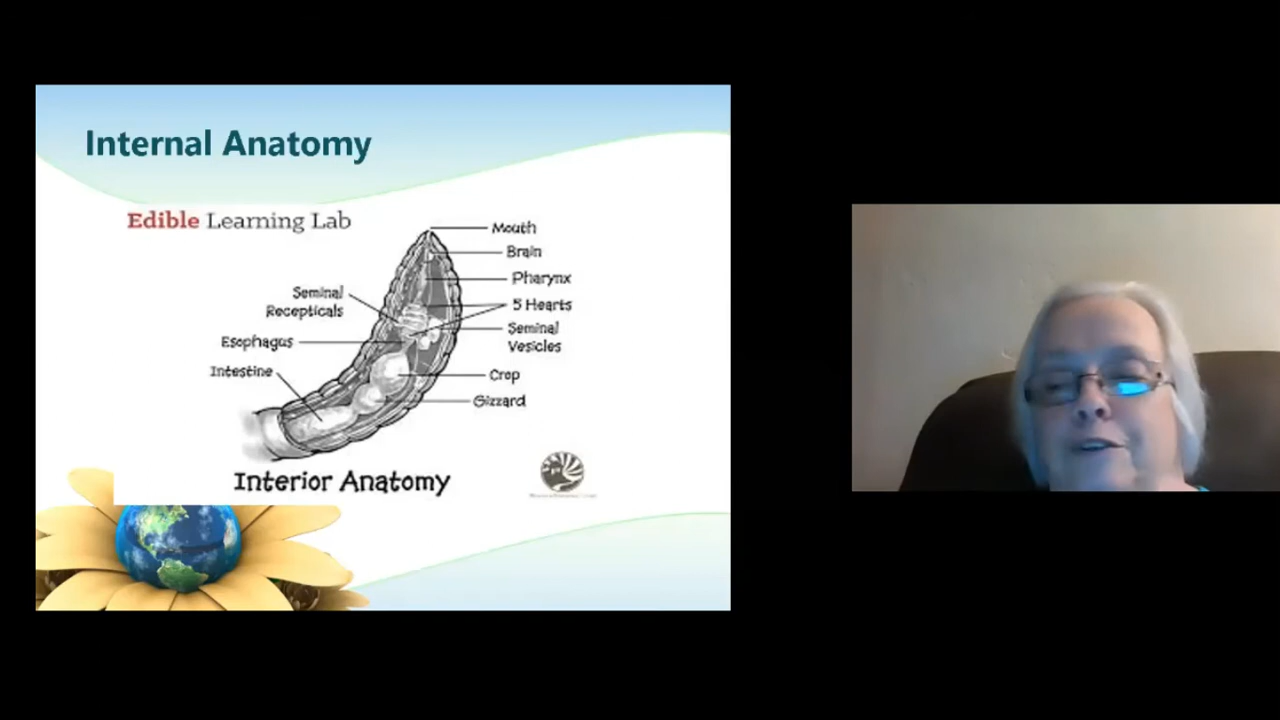 Internal Anatomy
Edible Learning Lab
Mouth
Brain
Pharynx
5 Hearts
Seminal
Vesicles
Crop
Gizzard
Seminal
Recepticals
Esophagus
Intestine
Interior Anatomy